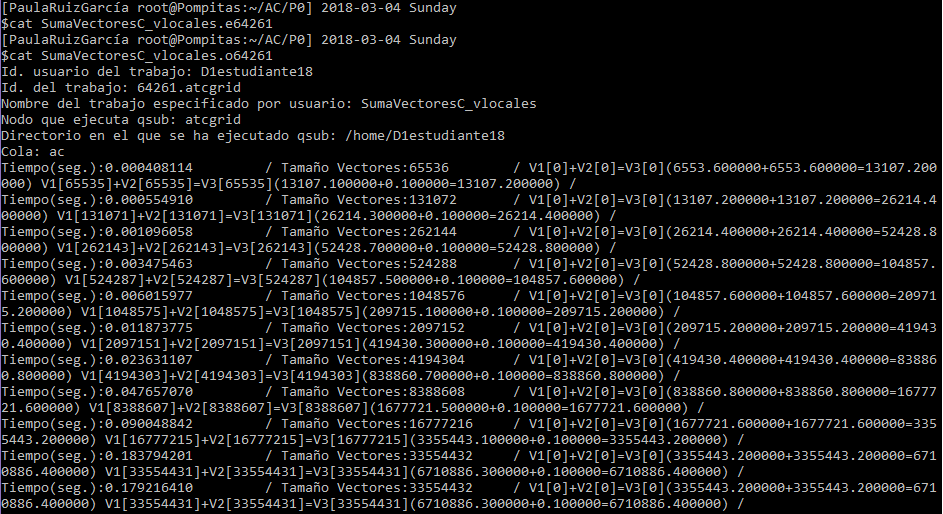 [PaulaRuizGarcía root@Pompitas:~/AC/P0] 2018-03-04 Sunday
$cat SumaVectoresC_vlocales.e64261
[PaulaRuizGarcía root@Pompitas:~/AC/P0] 2018-03-04 Sunday
$cat SumaVectoresC_vlocales.o64261
Id. usuario del trabajo: D1estudiante18
Id. del trabajo: 64261.atcgrid
Nombre del trabajo especificado por usuario: SumaVectoresC_vlocales
Nodo que ejecuta qsub: atcgrid
Directorio en el que se ha ejecutado qsub: /home/D1estudiante18
Cola: ac
Tiempo(seg.):0.000408114         / Tamaño Vectores:65536        / V1[0]+V2[0]=V3[0](6553.600000+6553.600000=13107.200
000) V1[65535]+V2[65535]=V3[65535](13107.100000+0.100000=13107.200000) /
Tiempo(seg.):0.000554910         / Tamaño Vectores:131072       / V1[0]+V2[0]=V3[0](13107.200000+13107.200000=26214.4
00000) V1[131071]+V2[131071]=V3[131071](26214.300000+0.100000=26214.400000) /
Tiempo(seg.):0.001096058         / Tamaño Vectores:262144       / V1[0]+V2[0]=V3[0](26214.400000+26214.400000=52428.8
00000) V1[262143]+V2[262143]=V3[262143](52428.700000+0.100000=52428.800000) /
Tiempo(seg.):0.003475463         / Tamaño Vectores:524288       / V1[0]+V2[0]=V3[0](52428.800000+52428.800000=104857.
600000) V1[524287]+V2[524287]=V3[524287](104857.500000+0.100000=104857.600000) /
Tiempo(seg.):0.006015977         / Tamaño Vectores:1048576      / V1[0]+V2[0]=V3[0](104857.600000+104857.600000=20971
5.200000) V1[1048575]+V2[1048575]=V3[1048575](209715.100000+0.100000=209715.200000) /
Tiempo(seg.):0.011873775         / Tamaño Vectores:2097152      / V1[0]+V2[0]=V3[0](209715.200000+209715.200000=41943
0.400000) V1[2097151]+V2[2097151]=V3[2097151](419430.300000+0.100000=419430.400000) /
Tiempo(seg.):0.023631107         / Tamaño Vectores:4194304      / V1[0]+V2[0]=V3[0](419430.400000+419430.400000=83886
0.800000) V1[4194303]+V2[4194303]=V3[4194303](838860.700000+0.100000=838860.800000) /
Tiempo(seg.):0.047657070         / Tamaño Vectores:8388608      / V1[0]+V2[0]=V3[0](838860.800000+838860.800000=16777
21.600000) V1[8388607]+V2[8388607]=V3[8388607](1677721.500000+0.100000=1677721.600000) /
Tiempo(seg.):0.090048842         / Tamaño Vectores:16777216     / V1[0]+V2[0]=V3[0](1677721.600000+1677721.600000=335
5443.200000) V1[16777215]+V2[16777215]=V3[16777215](3355443.100000+0.100000=3355443.200000) /
Tiempo(seg.):0.183794201         / Tamaño Vectores:33554432     / V1[0]+V2[0]=V3[0](3355443.200000+3355443.200000=671
0886.400000) V1[33554431]+V2[33554431]=V3[33554431](6710886.300000+0.100000=6710886.400000) /
Tiempo(seg.):0.179216410         / Tamaño Vectores:33554432     / V1[0]+V2[0]=V3[0](3355443.200000+3355443.200000=671
0886.400000) V1[33554431]+V2[33554431]=V3[33554431](6710886.300000+0.100000=6710886.400000) /